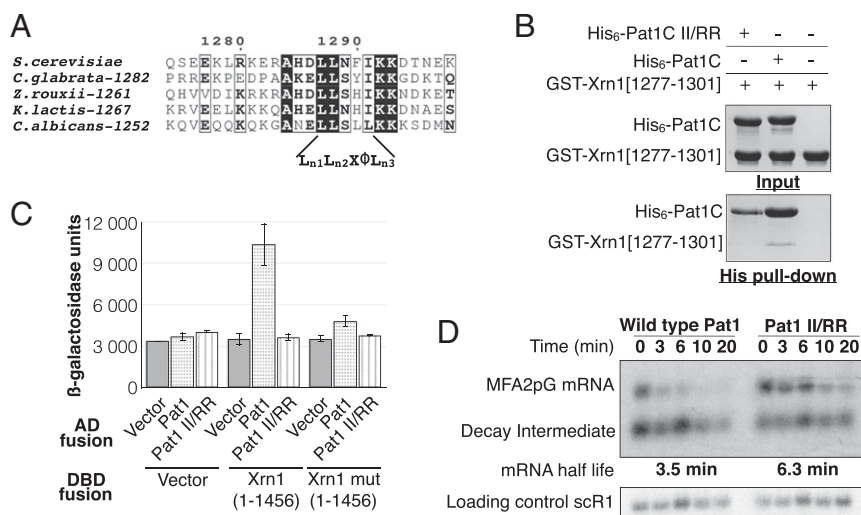 A
1280 1290
S.cerevisiae QSEEKLRKERAHDLLNFIKKDTNEK
C.glabrata-1282 PRREKPEDPAAKELLSYIKKGDKTQ
Z.rouxii-1261 QHVVDIKRKRAHDLLSHIKKNDKET
K.lactis-1267 KRVEELKKQRAHELLSHIKKDNAES
C.albicans-1252 KQVEQQKQKGANELLSLLKKKSDMN
Ln1Ln2XΦLn3
B
His6-Pat1C II/RR + - -
His6-Pat1C - + -
GST-Xrn1[1277-1301] + + +
His6-Pat1C
GST-Xrn1[1277-1301]
Input
His6-Pat1C
GST-Xrn1[1277-1301]
His pull-down
C
ß-galactosidase units
12 000
9 000
6 000
3 000
0
AD fusion
Vector Pat1 Pat1 II/RR Vector Pat1 Pat1 II/RR Vector Pat1 Pat1 II/RR
DBD fusion
Vector Xrn1 (1-1456) Xrn1 mut (1-1456)
D
Wild type Pat1 Pat1 II/RR
Time (min) 0 3 6 10 20 0 3 6 10 20
MFA2pG mRNA
Decay Intermediate
mRNA half life 3.5 min 6.3 min
Loading control scR1